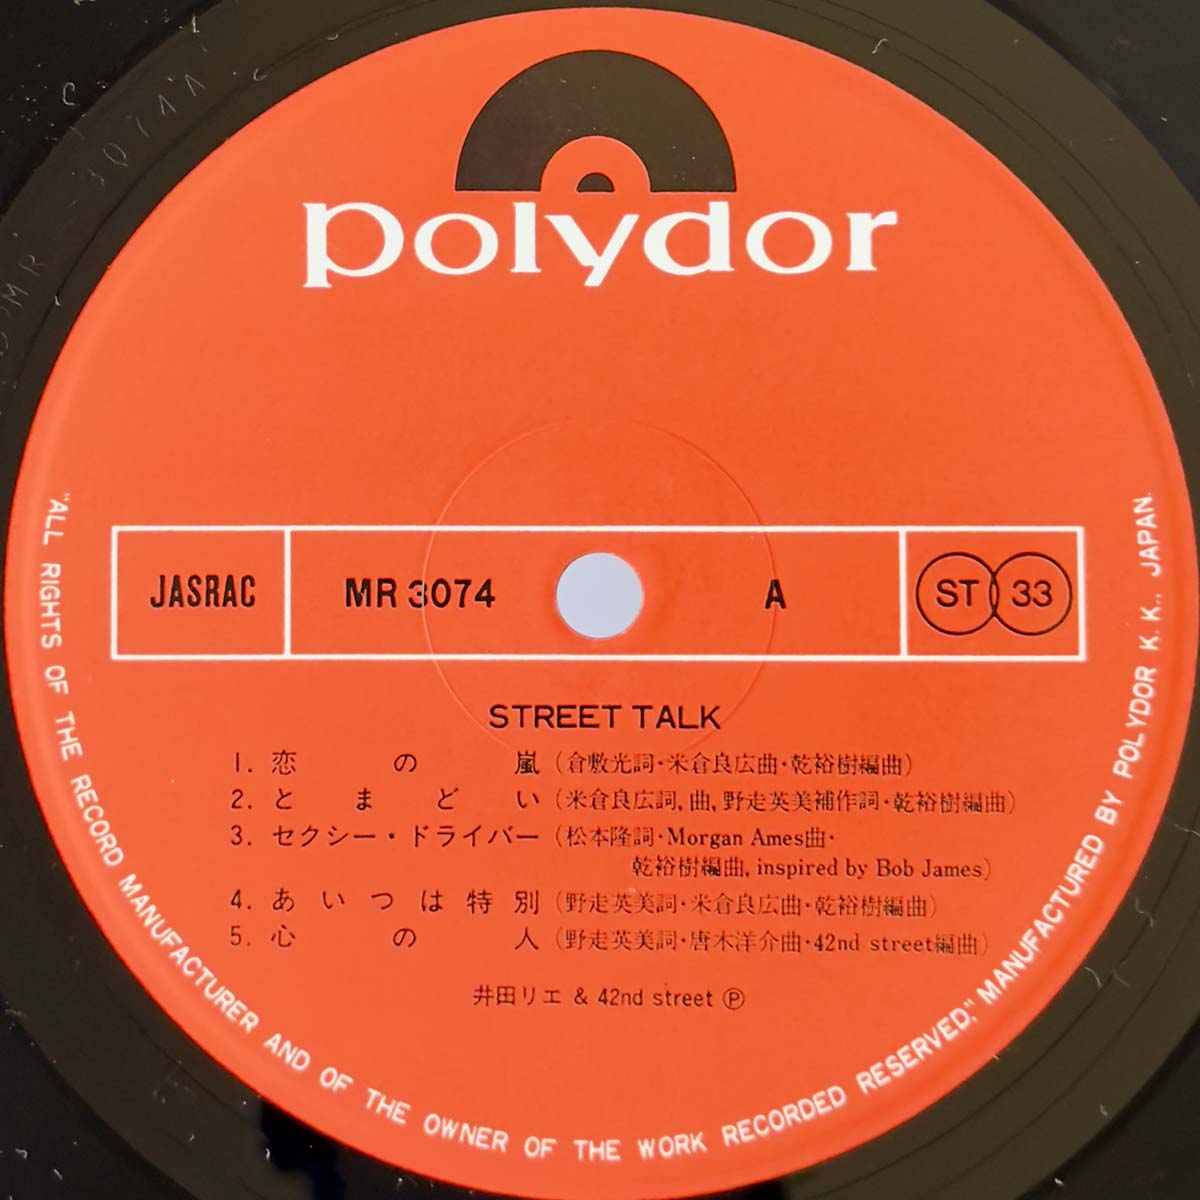 polydor
JASRAC MR 3074 A ST 33
STREET TALK
1. 恋の嵐 (倉敷光詞・米倉良広曲・乾裕樹編曲)
2. とまどい (米倉良広詞, 曲, 野走英美補作詞・乾裕樹編曲)
3. セクシー・ドライバー (松本隆詞・Morgan Ames曲・
乾裕樹編曲, inspired by Bob James)
4. あいつは特別 (野走英美詞・米倉良広曲・乾裕樹編曲)
5. 心の人 (野走英美詞・唐木洋介曲・42nd street編曲)
井田リエ & 42nd street Ⓟ
"ALL RIGHTS OF THE RECORD MANUFACTURER AND OF THE OWNER OF THE WORK RECORDED RESERVED," MANUFACTURED BY POLYDOR K. K., JAPAN